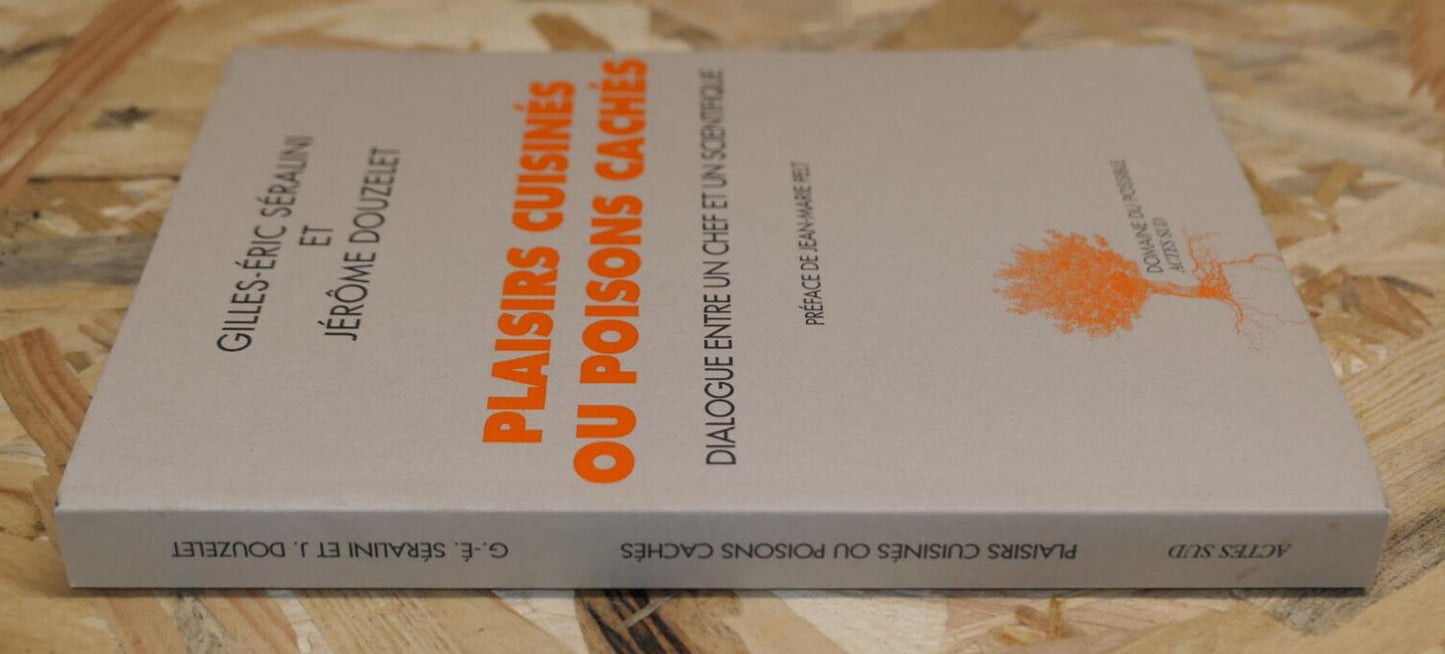 GILLES-ÉRIC SÉRALINI
ET
JÉRÔME DOUZELET
PLAISIRS CUISINÉS
OU POISONS CACHÉS
DIALOGUE ENTRE UN CHEF ET UN SCIENTIFIQUE
PRÉFACE DE JEAN-MARIE PELT
DOMAINE DU POSSIBLE
ACTES SUD
G.-É. SÉRALINI ET J. DOUZELET
PLAISIRS CUISINÉS OU POISONS CACHÉS
ACTES SUD